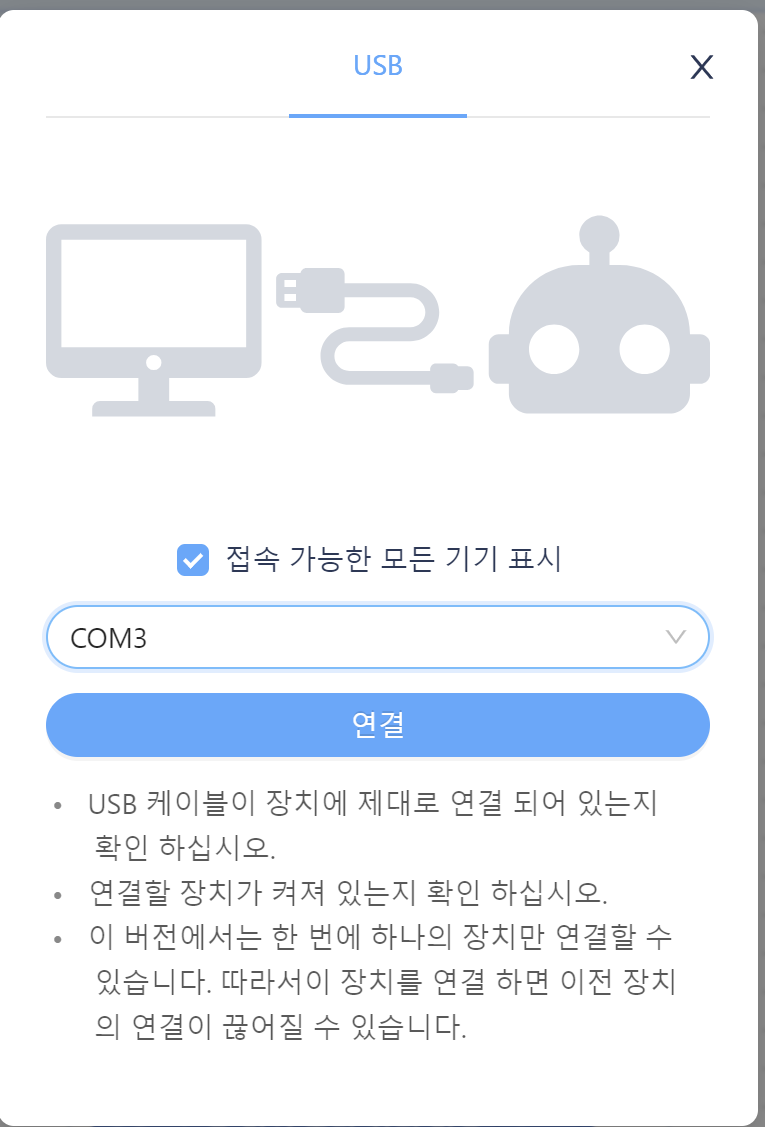 USB
X
접속 가능한 모든 기기 표시
COM3
연결
• USB 케이블이 장치에 제대로 연결 되어 있는지
확인 하십시오.
• 연결할 장치가 켜져 있는지 확인 하십시오.
• 이 버전에서는 한 번에 하나의 장치만 연결할 수
있습니다. 따라서이 장치를 연결 하면 이전 장치
의 연결이 끊어질 수 있습니다.